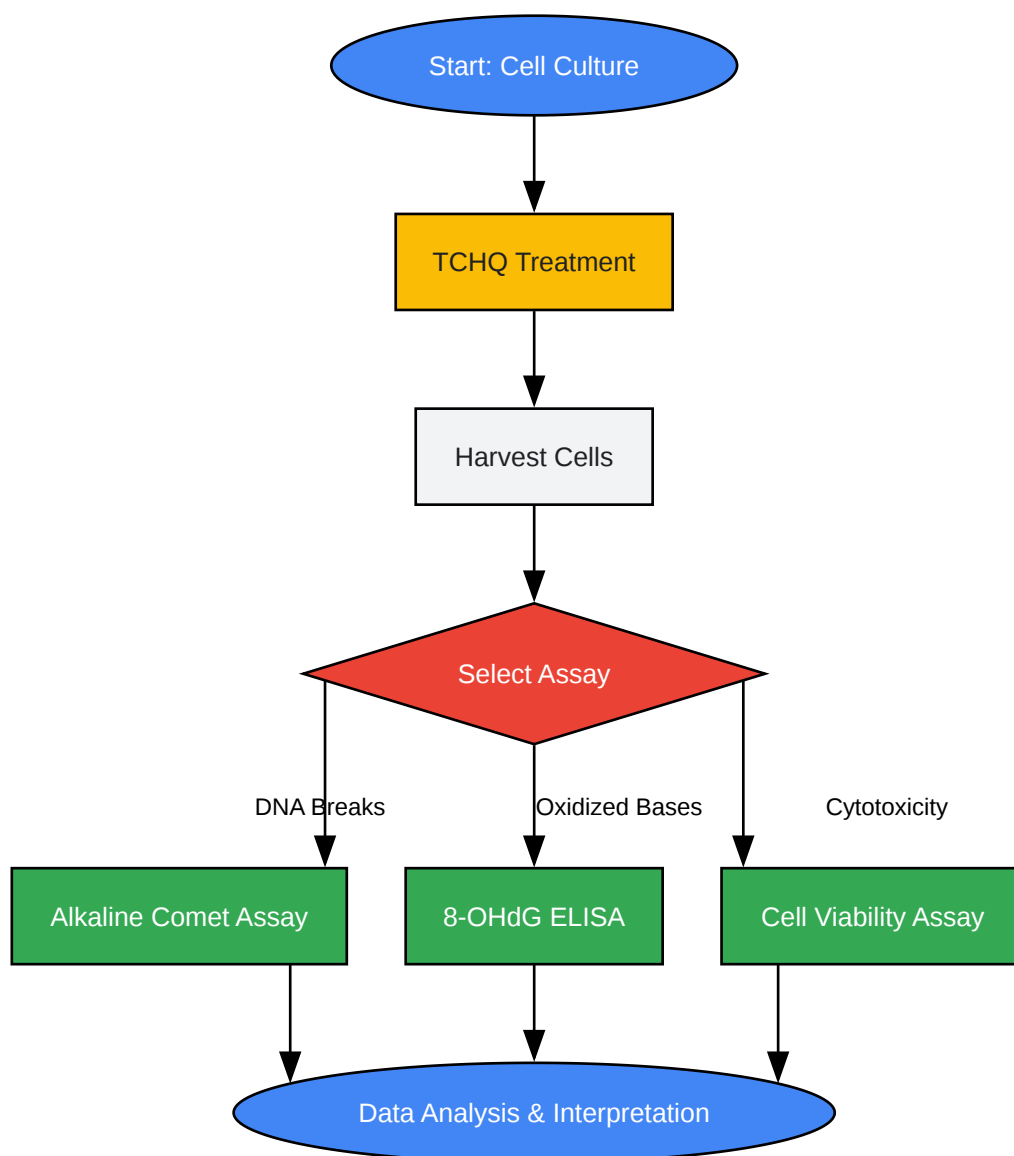 Start: Cell Culture
TCHQ Treatment
Harvest Cells
Select Assay
DNA Breaks
Oxidized Bases
Cytotoxicity
Alkaline Comet Assay
8-OHdG ELISA
Cell Viability Assay
Data Analysis & Interpretation